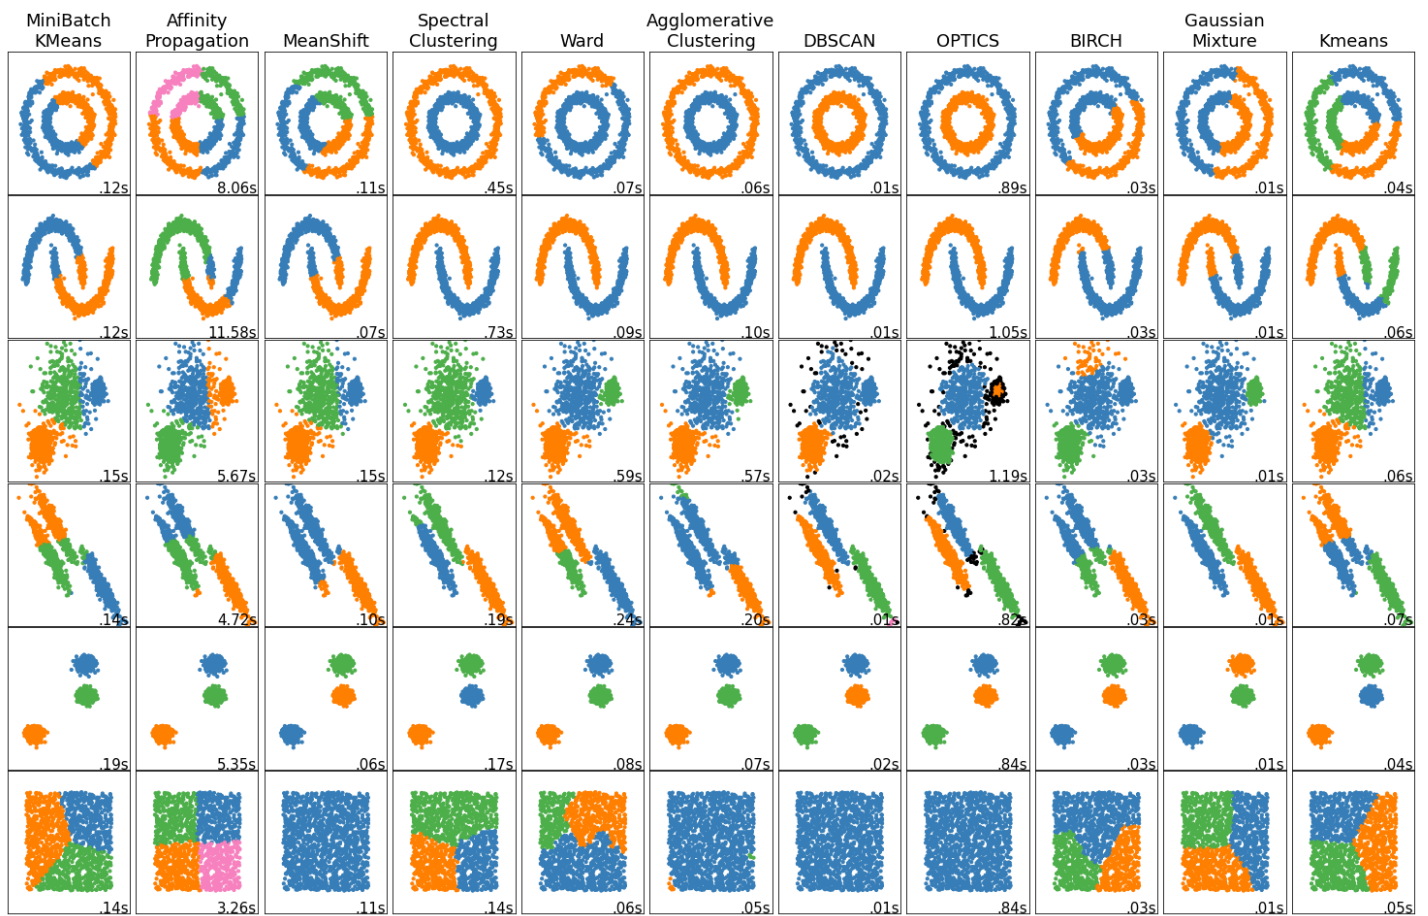 MiniBatch
KMeans
Affinity
Propagation
MeanShift
Spectral
Clustering
Ward
Agglomerative
Clustering
DBSCAN
OPTICS
BIRCH
Gaussian
Mixture
Kmeans
.12s 8.06s .11s .45s .07s .06s .01s .89s .03s .01s .04s
.12s 11.58s .07s .73s .09s .10s .01s 1.05s .03s .01s .06s
.15s 5.67s .15s .12s .59s .57s .02s 1.19s .03s .01s .06s
.14s 4.72s .10s .19s .24s .20s .01s .82s .03s .01s .07s
.19s 5.35s .06s .17s .08s .07s .02s .84s .03s .01s .04s
.14s 3.26s .11s .14s .06s .05s .01s .84s .03s .01s .05s